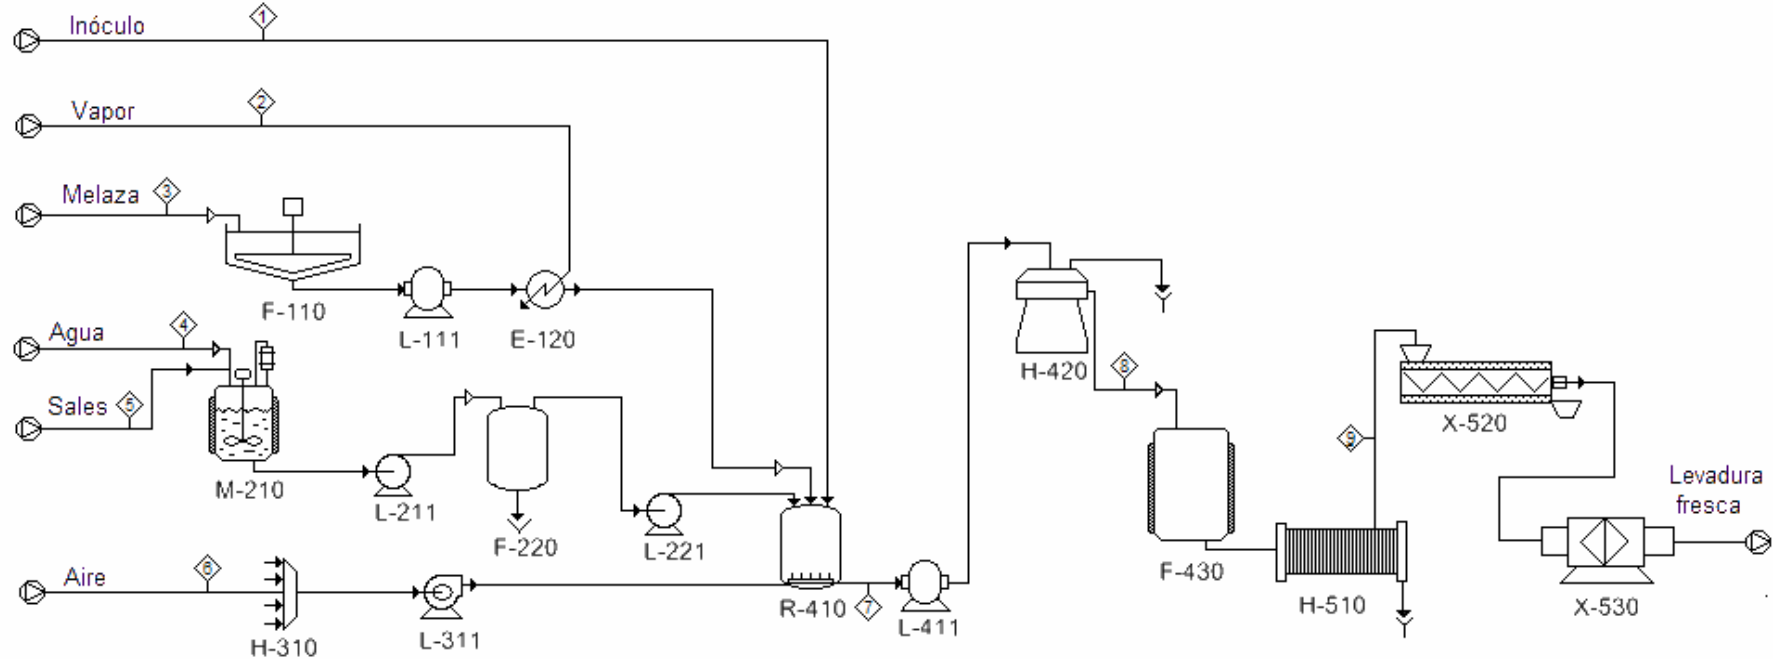 1
Inóculo
2
Vapor
3
Melaza
F-110
L-111
E-120
4
Agua
5
Sales
M-210
L-211
F-220
L-221
6
Aire
H-310
L-311
R-410
7
L-411
H-420
8
F-430
H-510
9
X-520
X-530
Levadura
fresca